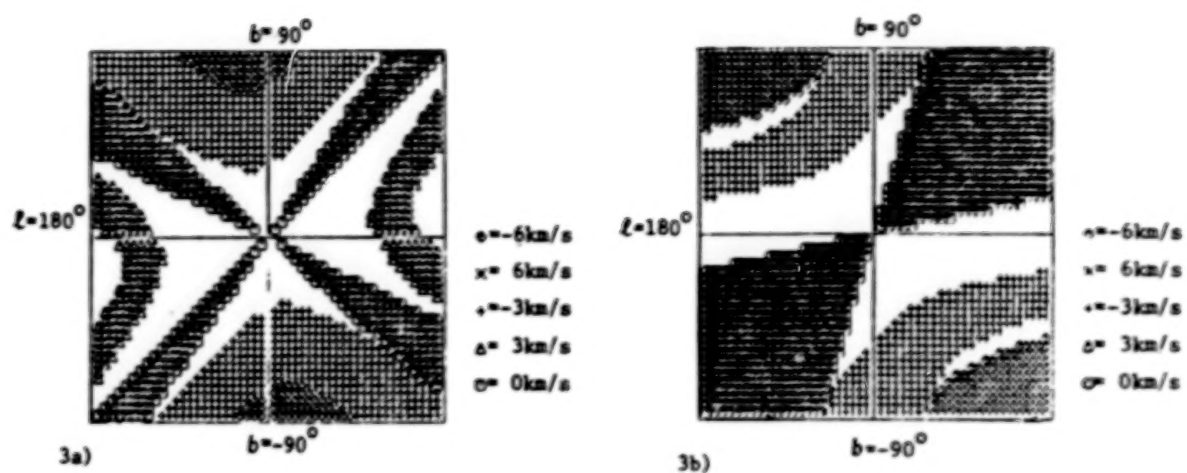 b=90°
ℓ=180°
=-6km/s
×= 6km/s
+=-3km/s
△= 3km/s
= 0km/s
b=-90°
3a)
b= 90°
ℓ=180°
=-6km/s
×= 6km/s
+=-3km/s
△= 3km/s
= 0km/s
b=-90°
3b)